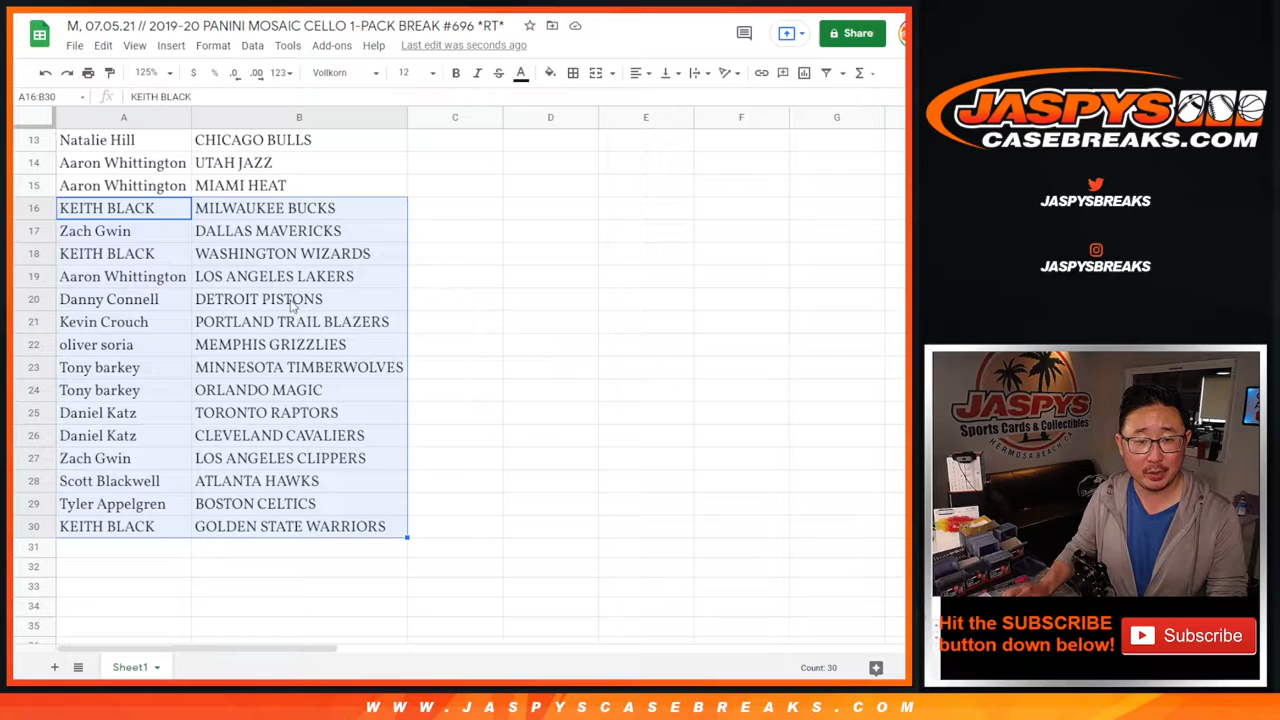 M, 07.05.21 // 2019-20 PANINI MOSAIC CELLO 1-PACK BREAK #696 *RT*
File Edit View Insert Format Data Tools Add-ons Help Last edit was seconds ago
Share
125% $ % .0 .00 123 Vollkorn 12 B I S A
A16:B30 fx KEITH BLACK
A B C D E F G
13 Natalie Hill CHICAGO BULLS
14 Aaron Whittington UTAH JAZZ
15 Aaron Whittington MIAMI HEAT
16 KEITH BLACK MILWAUKEE BUCKS
17 Zach Gwin DALLAS MAVERICKS
18 KEITH BLACK WASHINGTON WIZARDS
19 Aaron Whittington LOS ANGELES LAKERS
20 Danny Connell DETROIT PISTONS
21 Kevin Crouch PORTLAND TRAIL BLAZERS
22 oliver soria MEMPHIS GRIZZLIES
23 Tony barkey MINNESOTA TIMBERWOLVES
24 Tony barkey ORLANDO MAGIC
25 Daniel Katz TORONTO RAPTORS
26 Daniel Katz CLEVELAND CAVALIERS
27 Zach Gwin LOS ANGELES CLIPPERS
28 Scott Blackwell ATLANTA HAWKS
29 Tyler Appelgren BOSTON CELTICS
30 KEITH BLACK GOLDEN STATE WARRIORS
31
32
33
34
35
Sheet1
Count: 30
JASPYS
CASEBREAKS.COM
JASPYSBREAKS
JASPYSBREAKS
JASPYS
Sports Cards & Collectibles
HERMOSA BEACH, CA
Hit the SUBSCRIBE
button down below!
Subscribe
WWW.JASPYSCASEBREAKS.COM